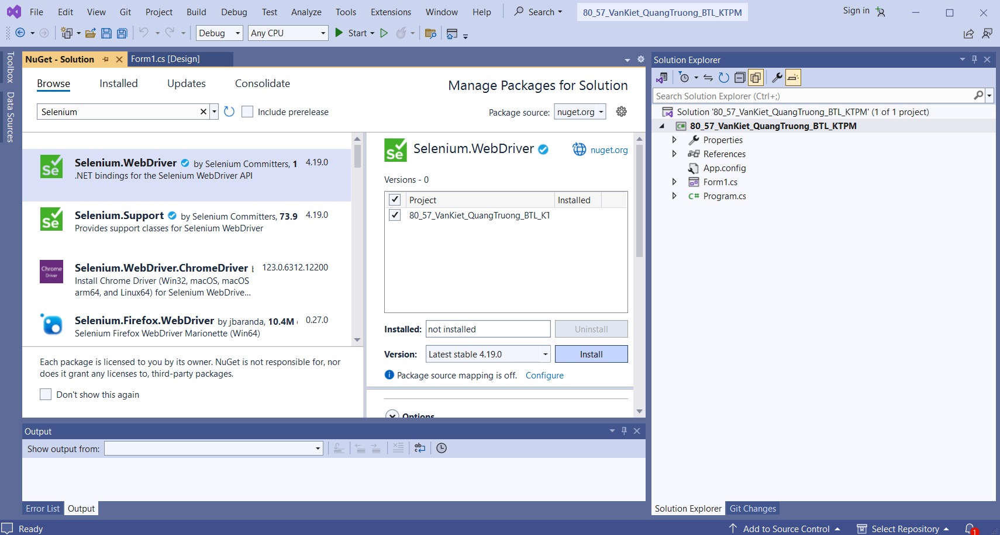 File Edit View Git Project Build Debug Test Analyze Tools Extensions Window Help Search 80_57_VanKiet_QuangTruong_BTL_KTPM Sign in
Debug Any CPU Start
Toolbox
Data Sources
NuGet - Solution Form1.cs [Design]
Browse Installed Updates Consolidate Manage Packages for Solution
Selenium Include prerelease Package source: nuget.org
Se Selenium.WebDriver by Selenium Committers, 1 4.19.0
.NET bindings for the Selenium WebDriver API
Se Selenium.Support by Selenium Committers, 73.9 4.19.0
Provides support classes for Selenium WebDriver
Chrome Driver Selenium.WebDriver.ChromeDriver 123.0.6312.12200
Install Chrome Driver (Win32, macOS, macOS
arm64, and Linux64) for Selenium WebDrive...
Selenium.Firefox.WebDriver by jbaranda, 10.4M 0.27.0
Selenium Firefox WebDriver Marionette (Win64)
Each package is licensed to you by its owner. NuGet is not responsible for, nor
does it grant any licenses to, third-party packages.
Don't show this again
Se Selenium.WebDriver nuget.org
Versions - 0
Project Installed
80_57_VanKiet_QuangTruong_BTL_KT
Installed: not installed Uninstall
Version: Latest stable 4.19.0 Install
Package source mapping is off. Configure
Options
Output
Show output from:
Error List Output
Solution Explorer
Search Solution Explorer (Ctrl+;)
Solution '80_57_VanKiet_QuangTruong_BTL_KTPM' (1 of 1 project)
C# 80_57_VanKiet_QuangTruong_BTL_KTPM
Properties
References
App.config
Form1.cs
C# Program.cs
Solution Explorer Git Changes
Ready Add to Source Control Select Repository 1